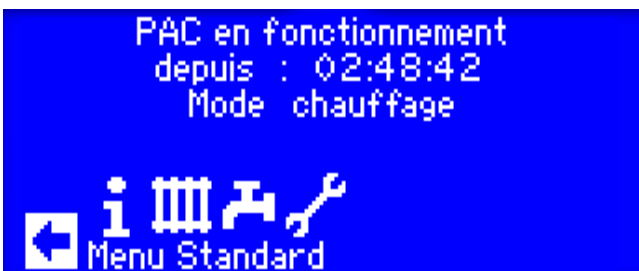 PAC en fonctionnement
depuis : 02:48:42
Mode chauffage
Menu Standard